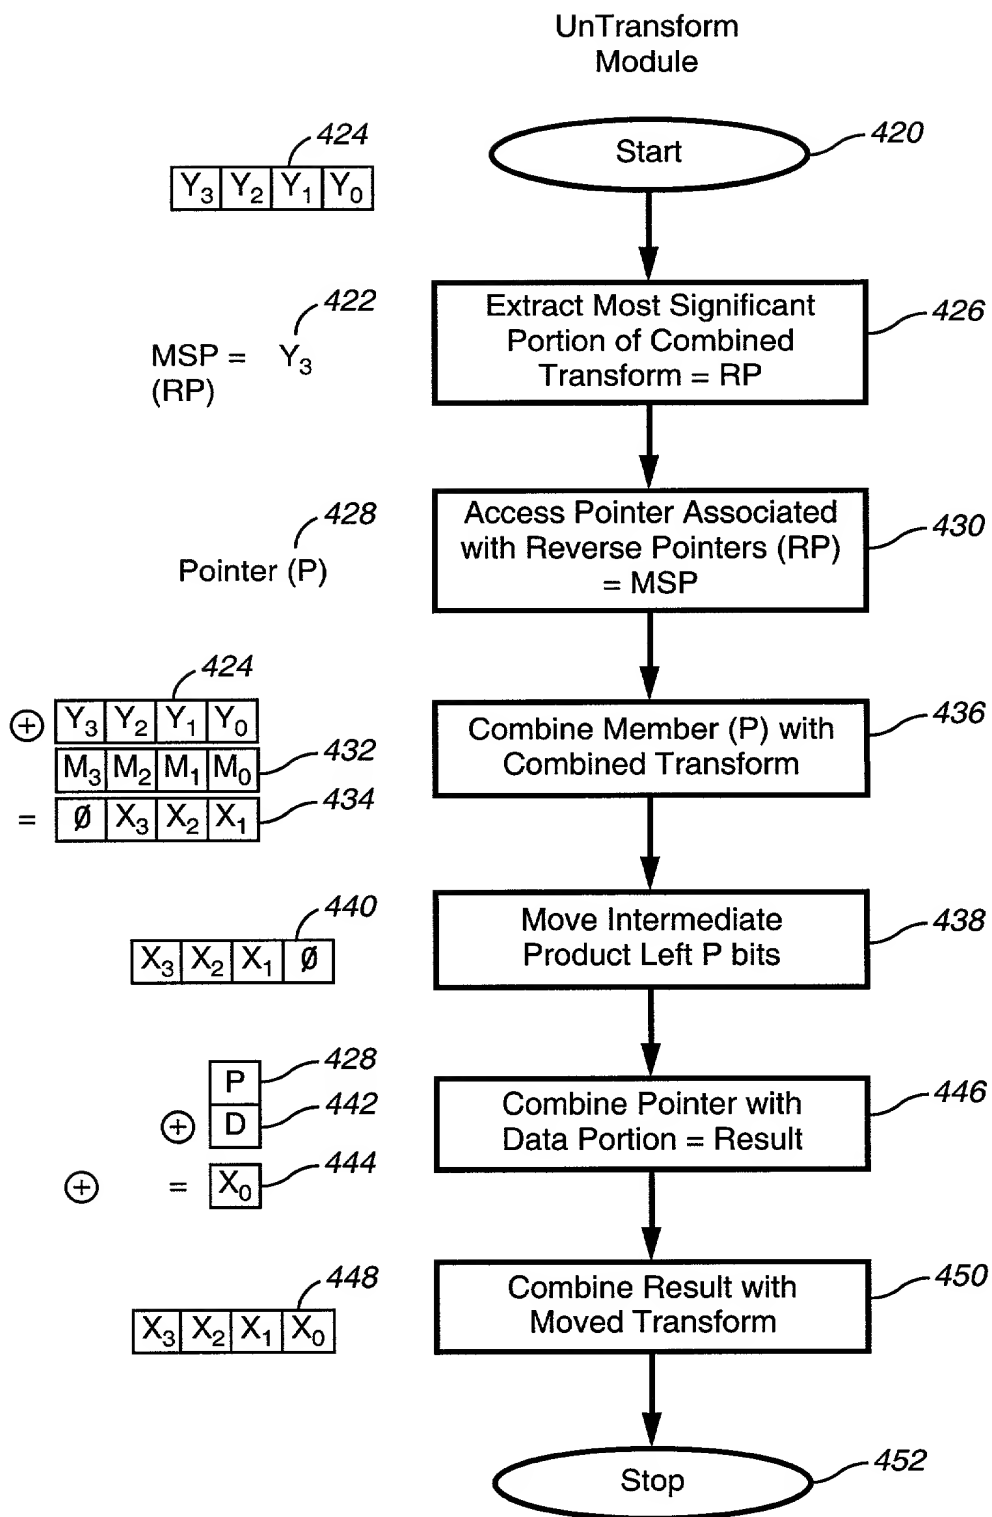 UnTransform
Module
424
Y3 Y2 Y1 Y0
Start
420
422
MSP = Y3
(RP)
Extract Most Significant
Portion of Combined
Transform = RP
426
428
Pointer (P)
Access Pointer Associated
with Reverse Pointers (RP)
= MSP
430
424
⊕ Y3 Y2 Y1 Y0
M3 M2 M1 M0
432
= Ø X3 X2 X1
434
Combine Member (P) with
Combined Transform
436
440
X3 X2 X1 Ø
Move Intermediate
Product Left P bits
438
P
428
⊕ D
442
⊕ = X0
444
Combine Pointer with
Data Portion = Result
446
448
X3 X2 X1 X0
Combine Result with
Moved Transform
450
Stop
452